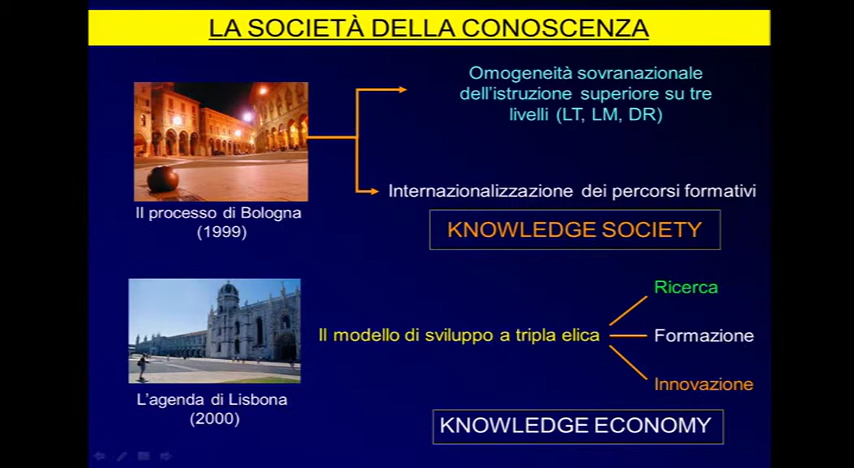 LA SOCIETÀ DELLA CONOSCENZA
Omogeneità sovranazionale
dell'istruzione superiore su tre
livelli (LT, LM, DR)
Internazionalizzazione dei percorsi formativi
Il processo di Bologna
(1999)
KNOWLEDGE SOCIETY
Il modello di sviluppo a tripla elica
Ricerca
Formazione
Innovazione
L'agenda di Lisbona
(2000)
KNOWLEDGE ECONOMY